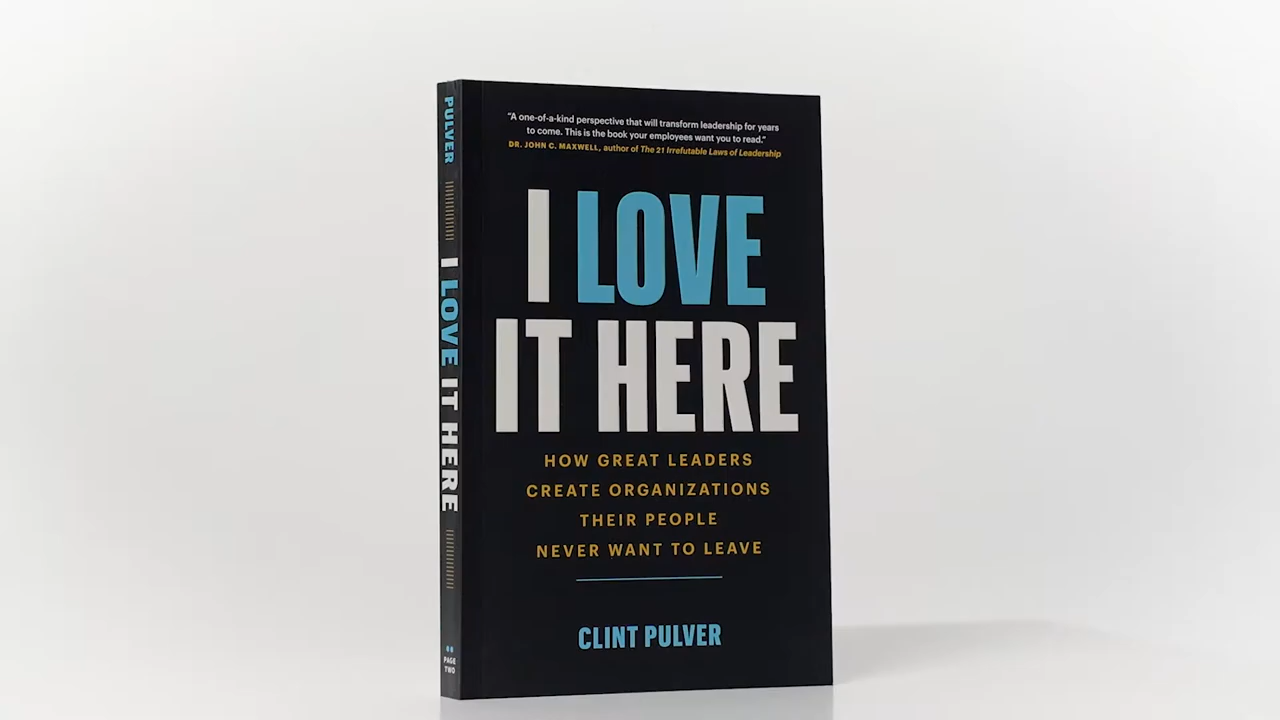 PULVER
I LOVE IT HERE
PAGE
TWO
"A one-of-a-kind perspective that will transform leadership for years
to come. This is the book your employees want you to read."
DR. JOHN C. MAXWELL, author of The 21 Irrefutable Laws of Leadership
I LOVE
IT HERE
HOW GREAT LEADERS
CREATE ORGANIZATIONS
THEIR PEOPLE
NEVER WANT TO LEAVE
CLINT PULVER